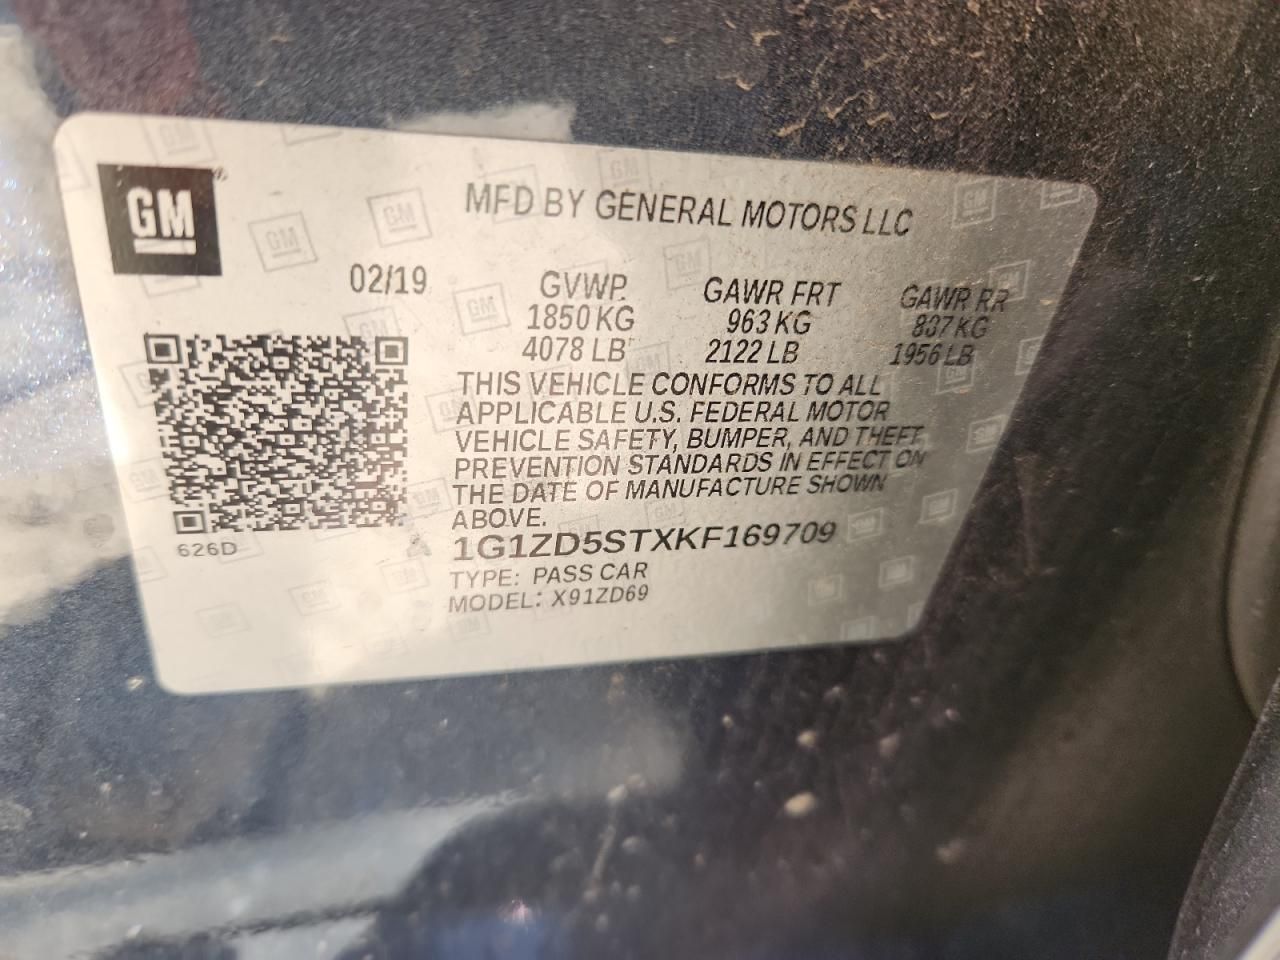 GM
MFD BY GENERAL MOTORS LLC
02/19 GVWR GAWR FRT GAWR RR
1850 KG 963 KG 887 KG
4078 LB 2122 LB 1956 LB
THIS VEHICLE CONFORMS TO ALL
APPLICABLE U.S. FEDERAL MOTOR
VEHICLE SAFETY, BUMPER, AND THEFT
PREVENTION STANDARDS IN EFFECT ON
THE DATE OF MANUFACTURE SHOWN
ABOVE.
626D
1G1ZD5STXKF169709
TYPE: PASS CAR
MODEL: X91ZD69